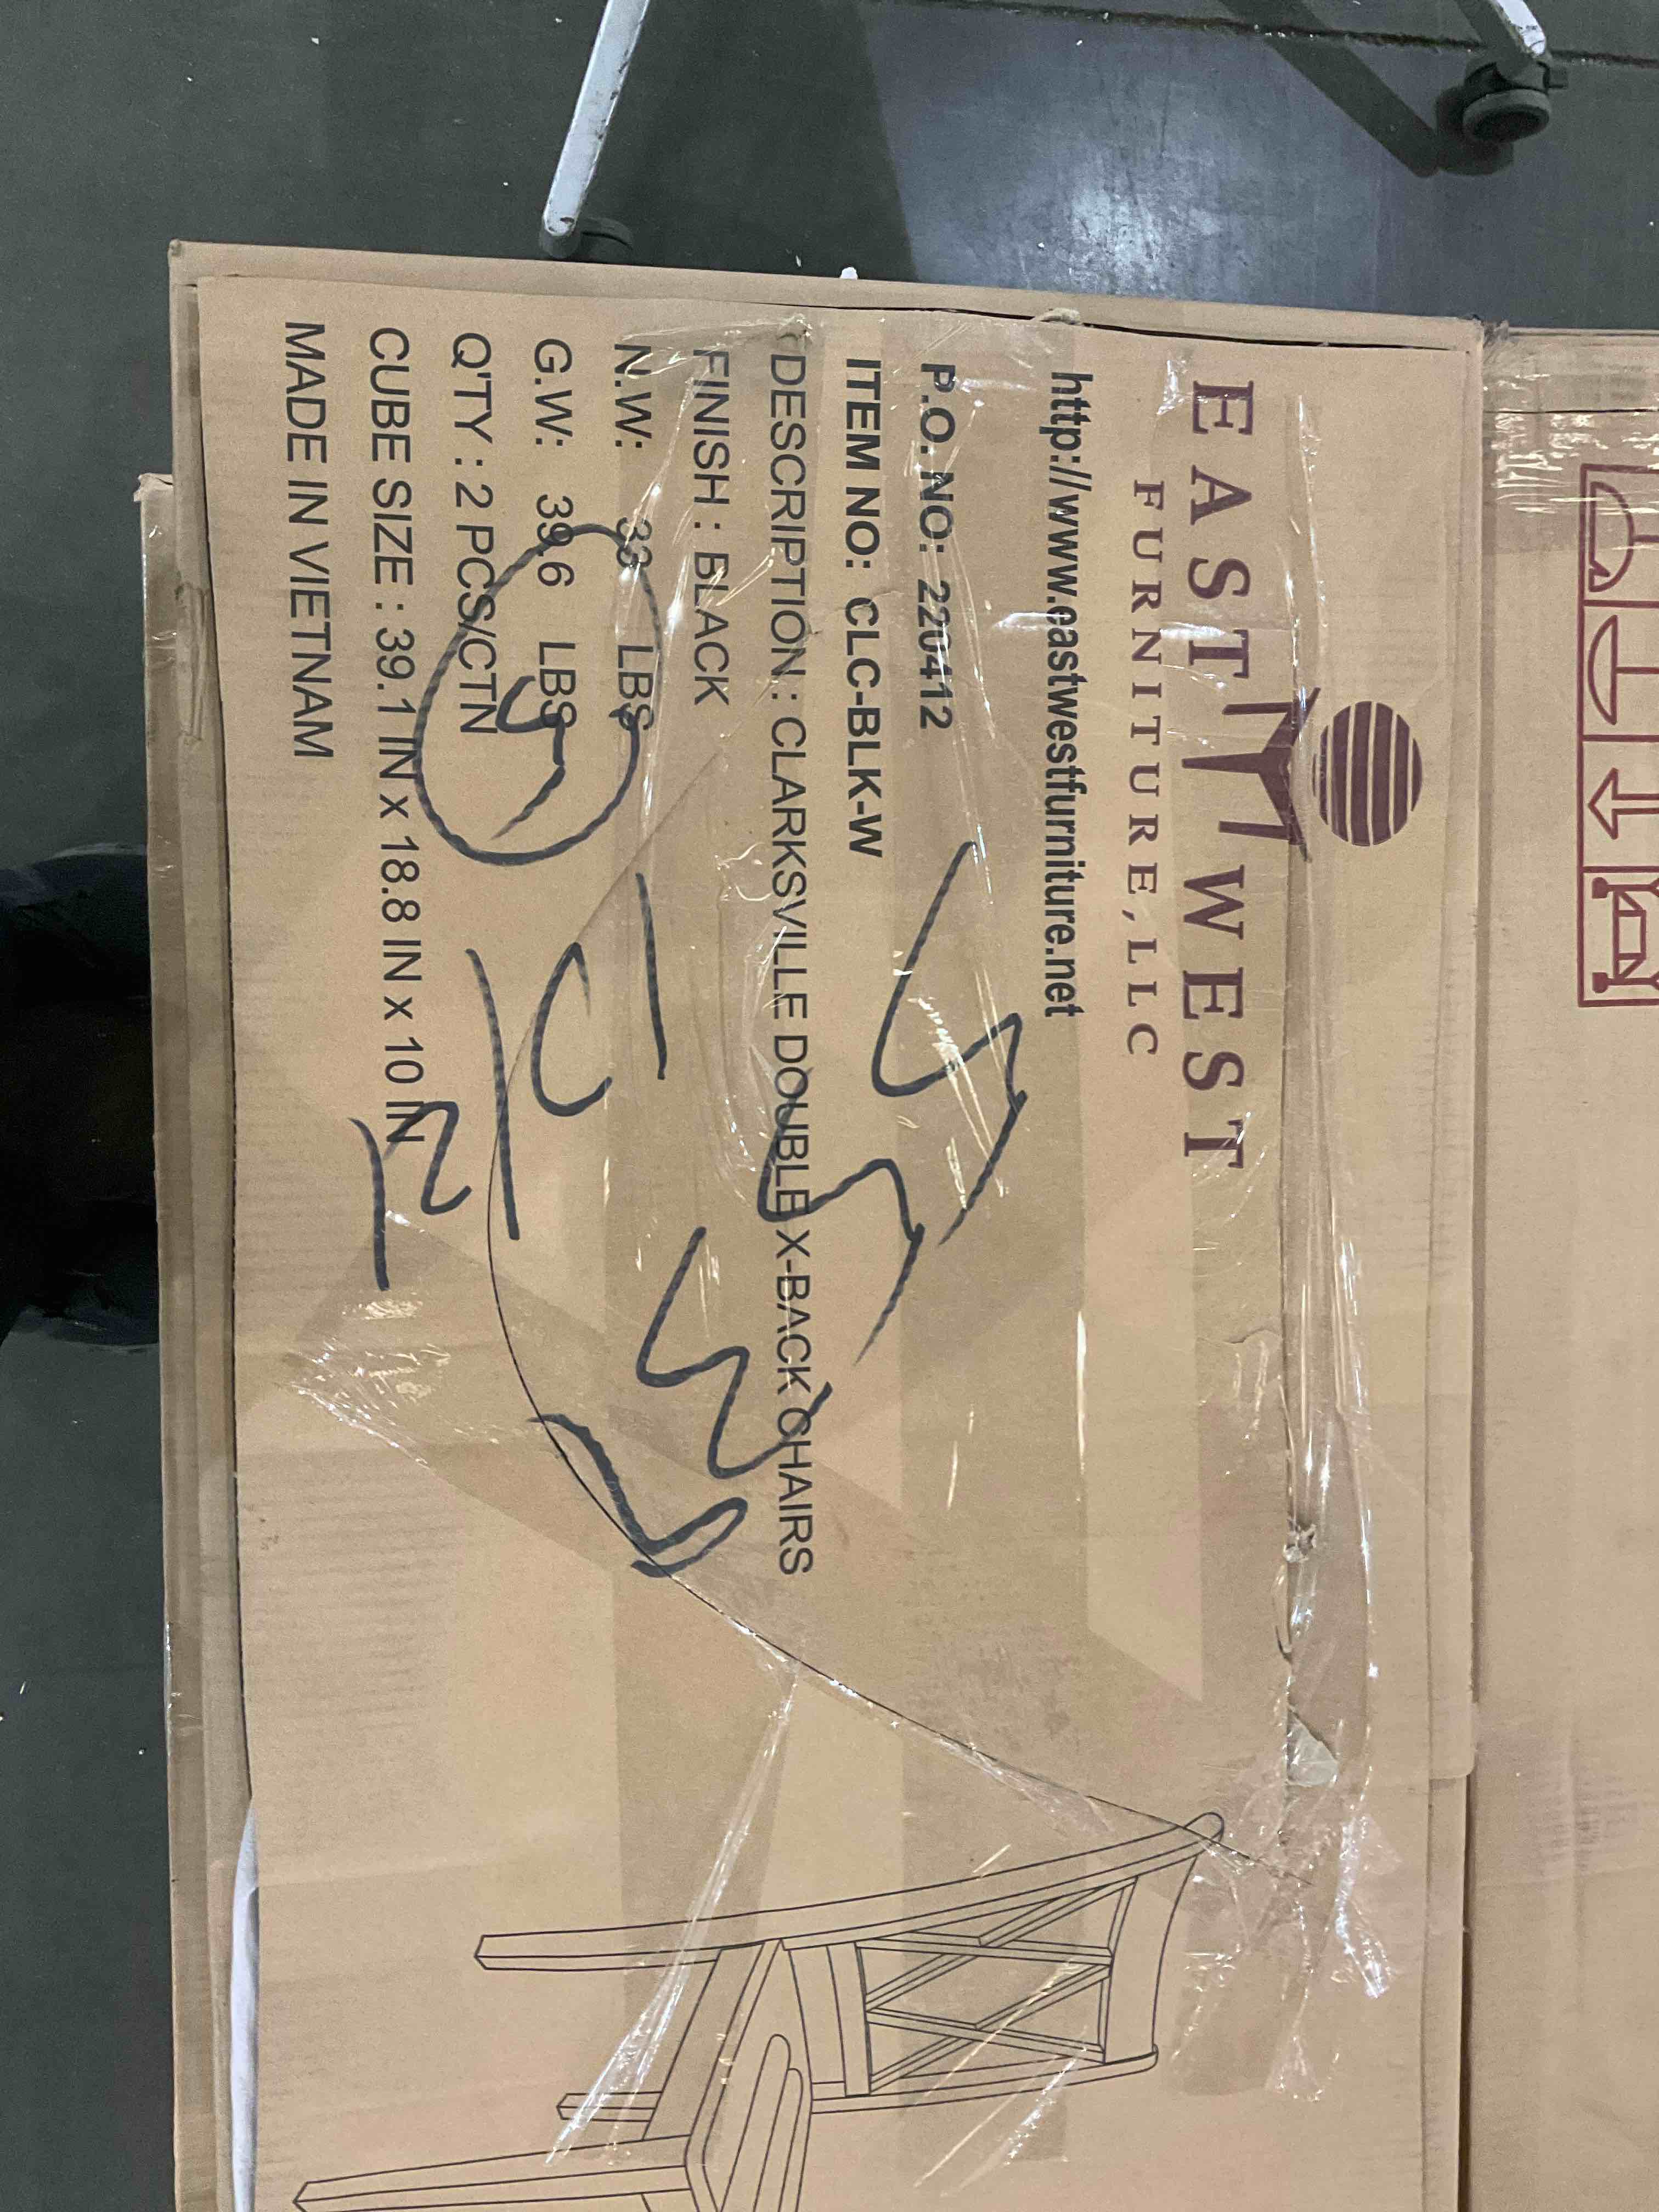 EAST WEST
FURNITURE, LLC
http://www.eastwestfurniture.net
P.O. NO: 220412
ITEM NO: CLC-BLK-W
DESCRIPTION : CLARKSVILLE DOUBLE X-BACK CHAIRS
FINISH : BLACK
N.W: 33 LBS
G.W: 39.6 LBS
Q'TY : 2 PCS/CTN
CUBE SIZE : 39.1 IN x 18.8 IN x 10 IN
MADE IN VIETNAM